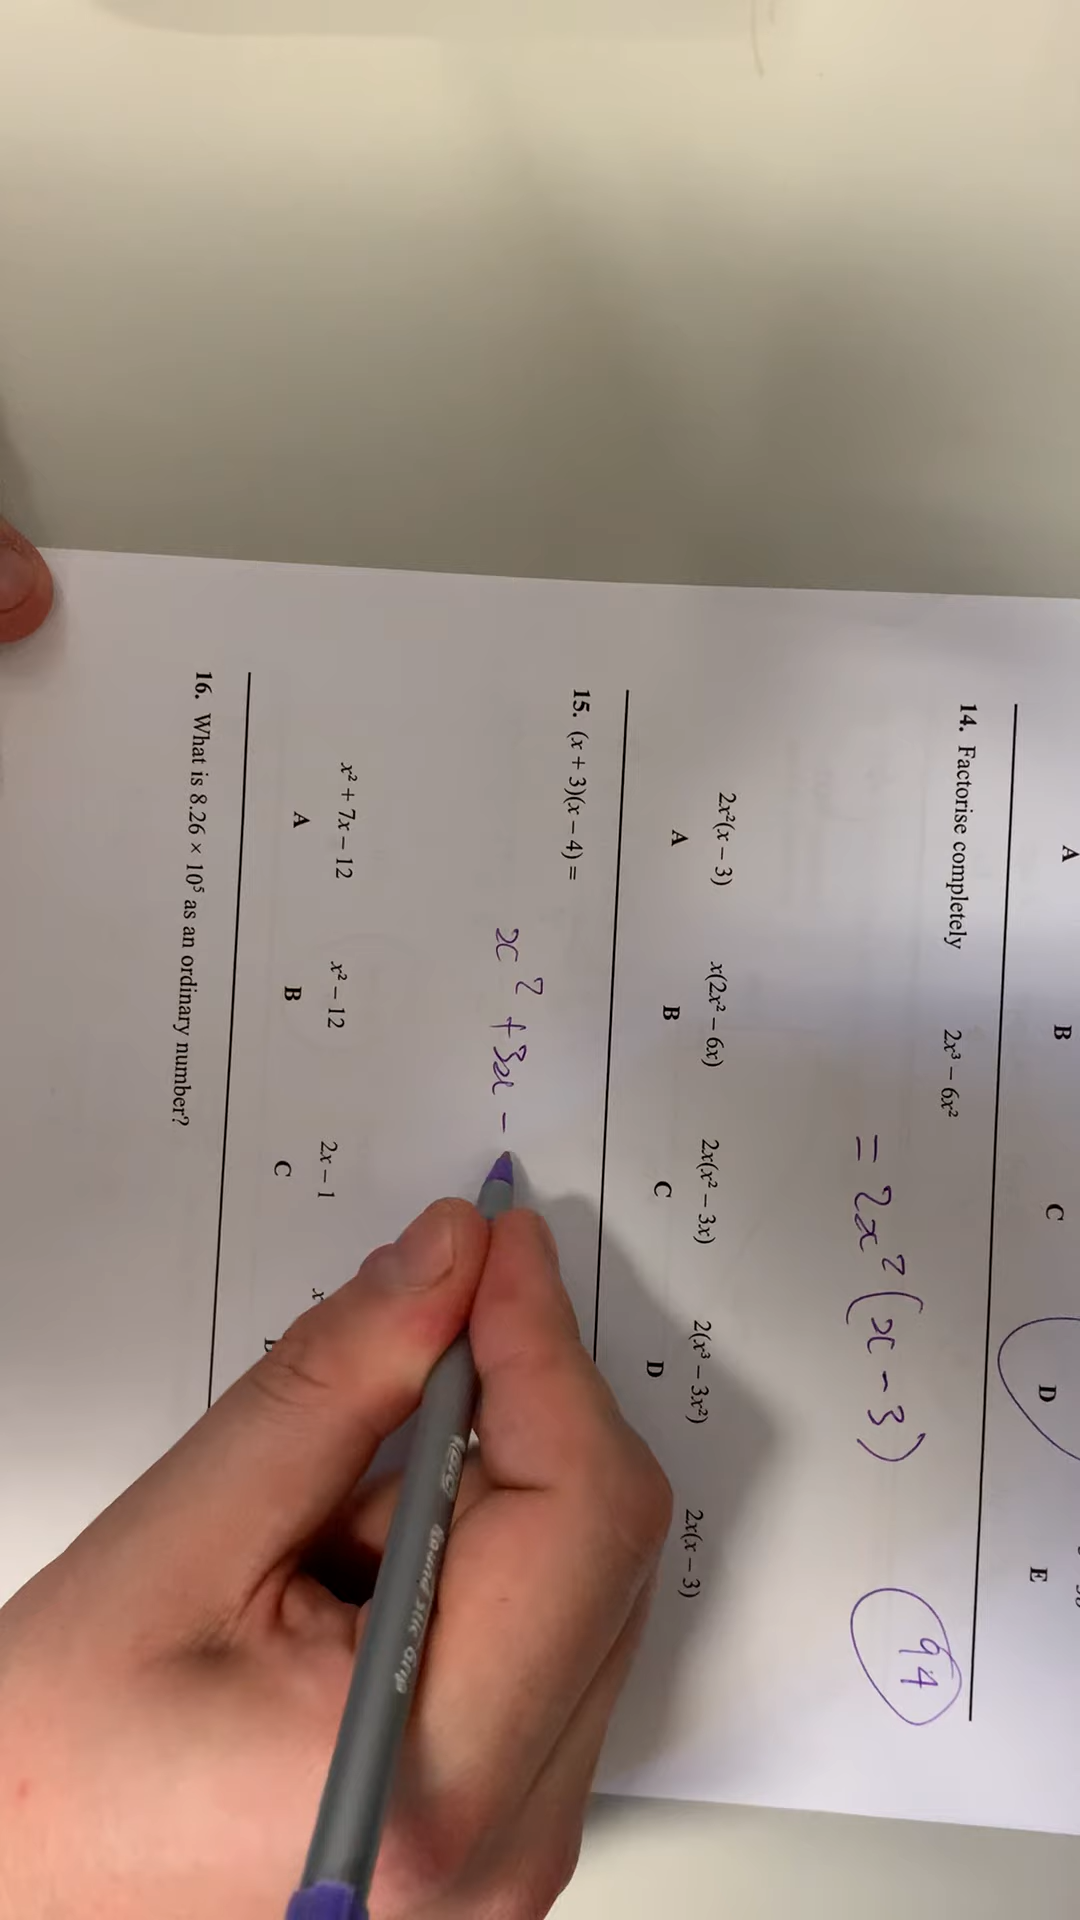 A B C D E
14. Factorise completely 2x³ – 6x²
= 2x²(x – 3)
94
2x²(x – 3) x(2x² – 6x) 2x(x² – 3x) 2(x³ – 3x²) 2x(x – 3)
A B C D
15. (x + 3)(x – 4) =
x² + 3x –
x² + 7x – 12 x² – 12 2x – 1 x
A B C
16. What is 8.26 × 10⁵ as an ordinary number?
round stic grip